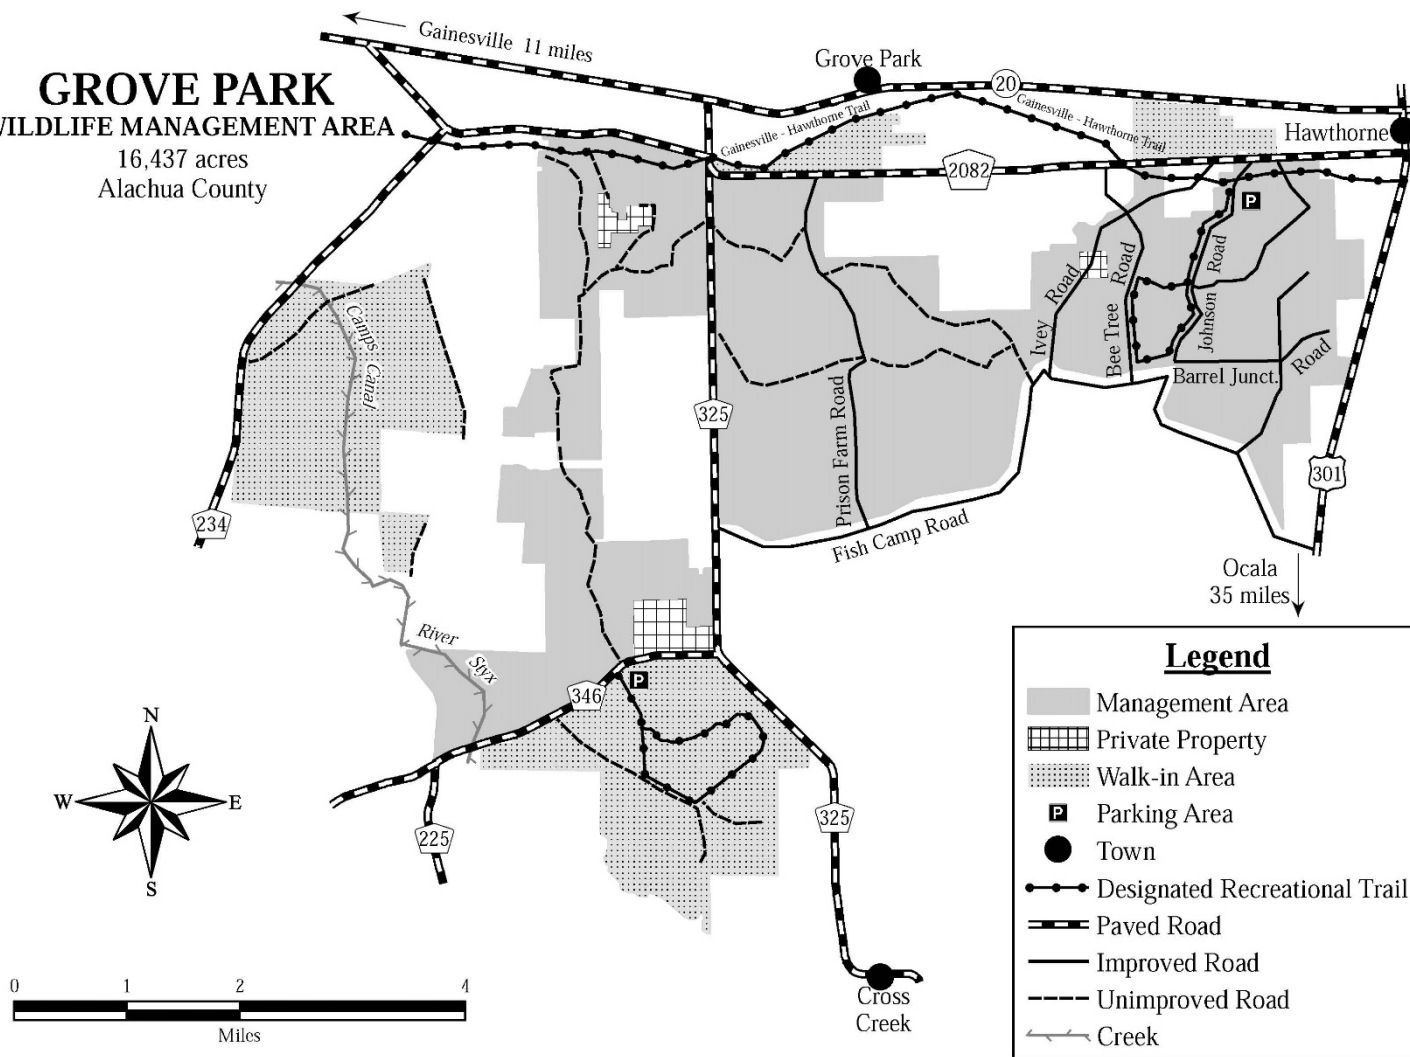 Gainesville 11 miles
Grove Park
20
GROVE PARK
WILDLIFE MANAGEMENT AREA
16,437 acres
Alachua County
Gainesville - Hawthorne Trail
Gainesville - Hawthorne Trail
Hawthorne
2082
P
Camps Canal
Ivey Road
Bee Tree Road
Johnson Road
Barrel Junct. Road
325
Prison Farm Road
Fish Camp Road
234
301
Ocala
35 miles
River Styx
346
P
325
225
N
W
E
S
Cross
Creek
0 1 2 4
Miles
Legend
Management Area
Private Property
Walk-in Area
P Parking Area
Town
Designated Recreational Trail
Paved Road
Improved Road
Unimproved Road
Creek